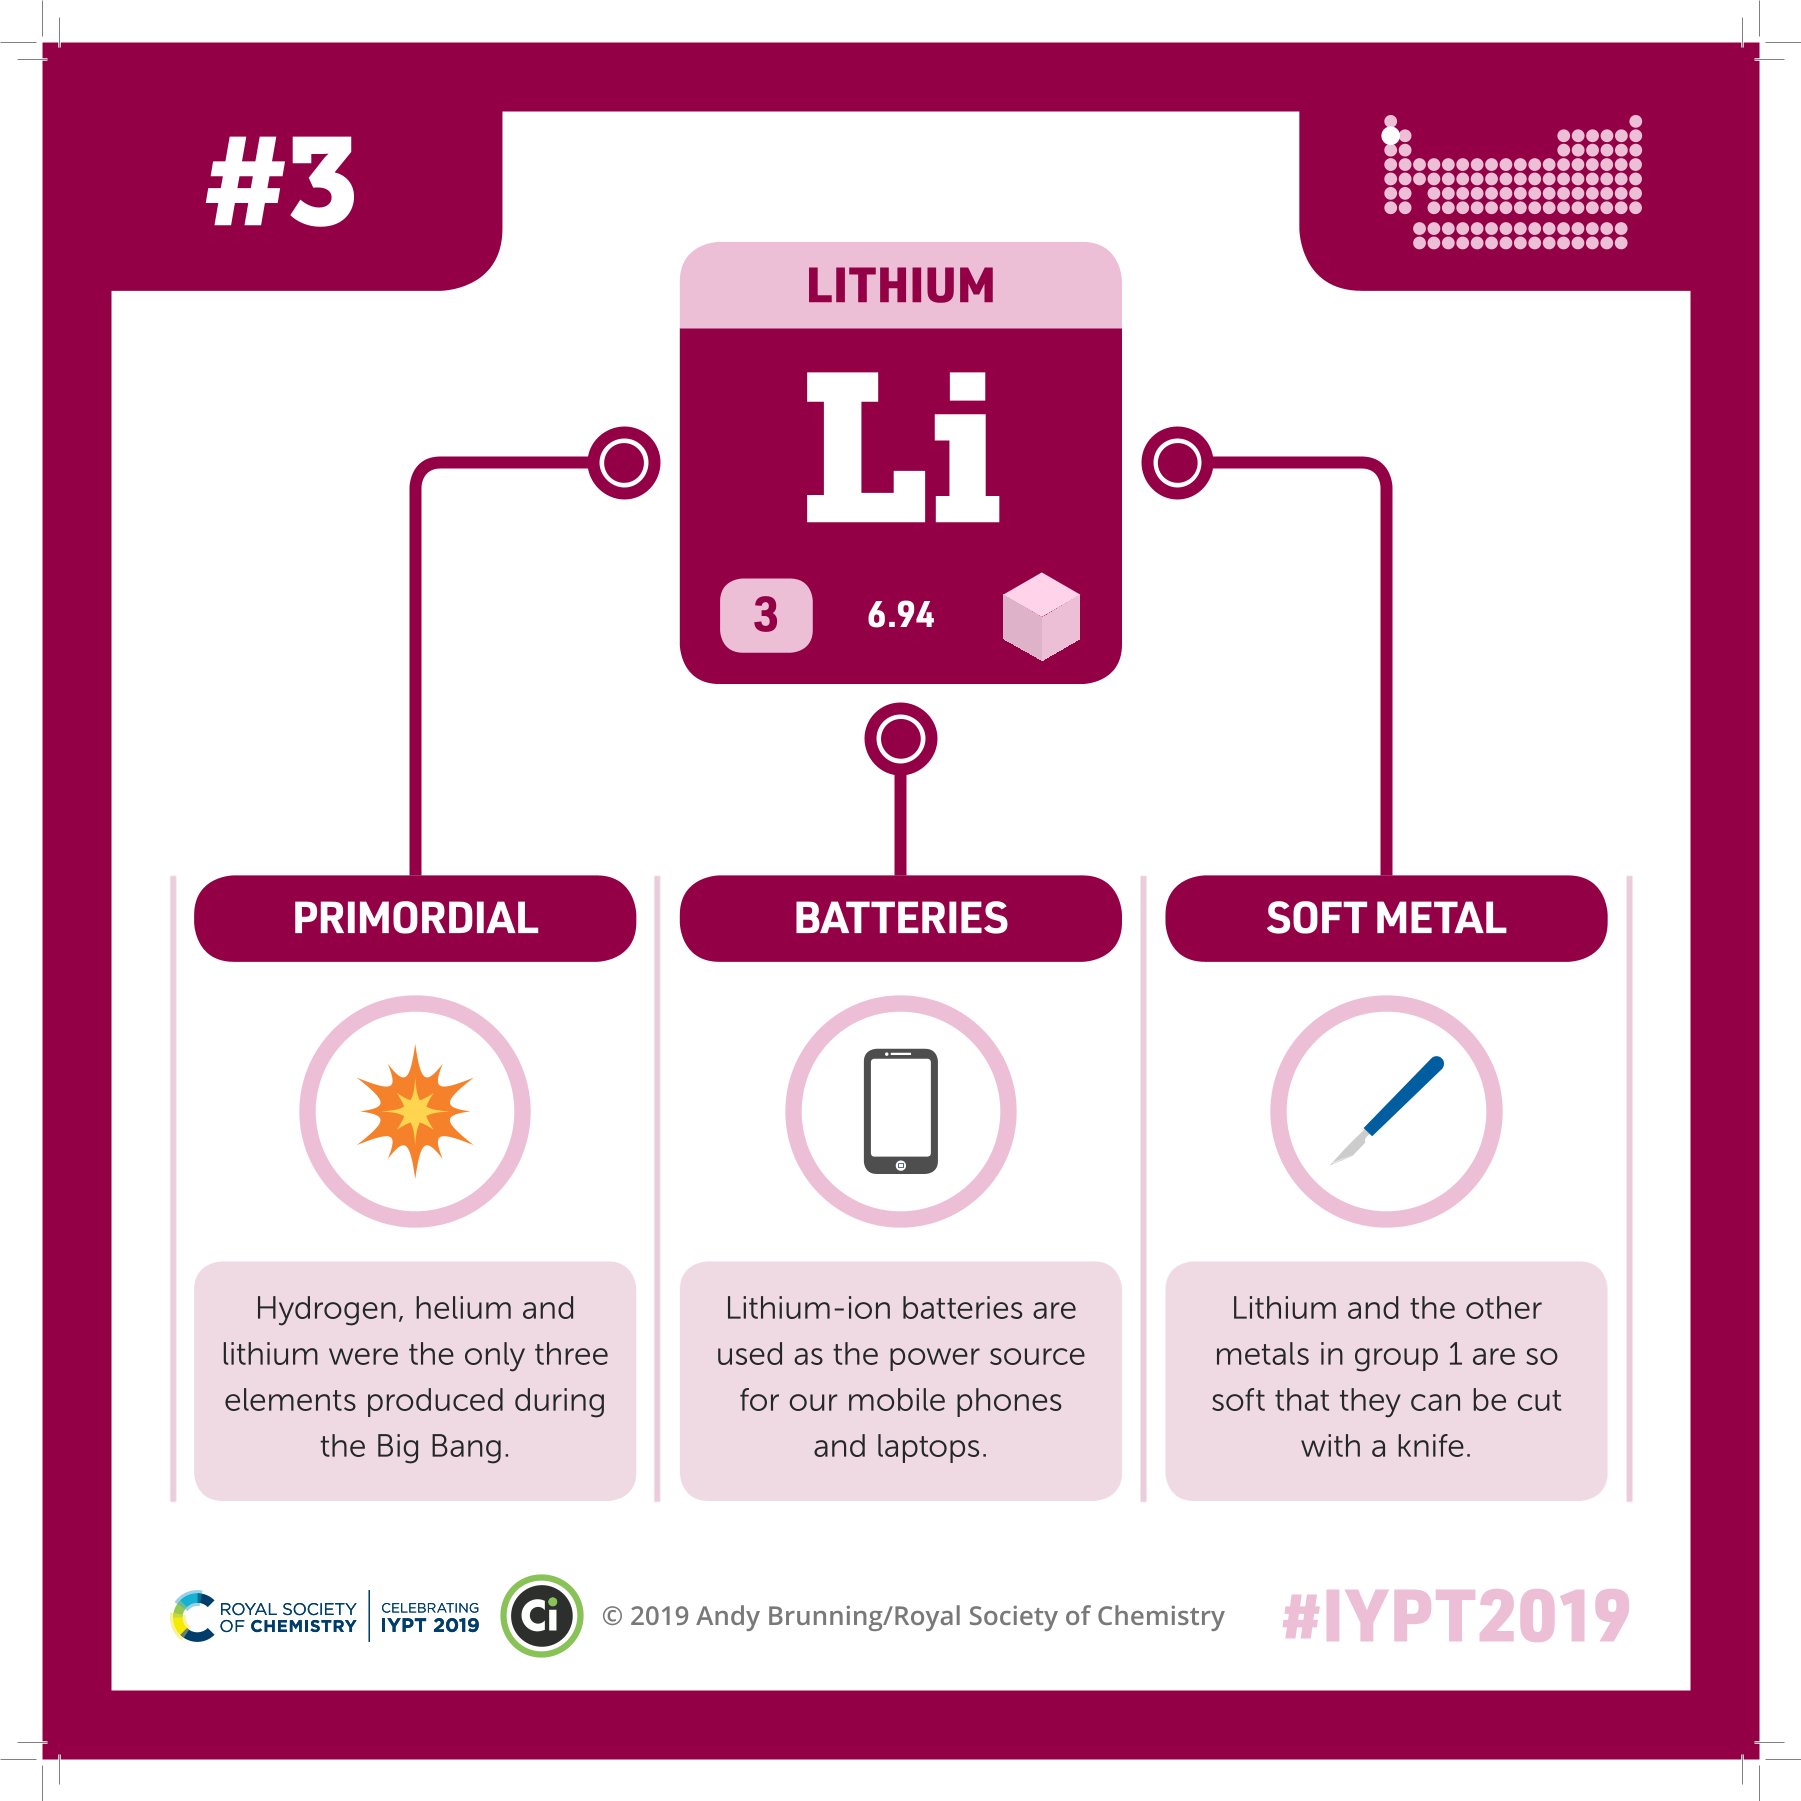 #3
LITHIUM
Li
3
6.94
PRIMORDIAL
Hydrogen, helium and
lithium were the only three
elements produced during
the Big Bang.
BATTERIES
Lithium-ion batteries are
used as the power source
for our mobile phones
and laptops.
SOFT METAL
Lithium and the other
metals in group 1 are so
soft that they can be cut
with a knife.
ROYAL SOCIETY
OF CHEMISTRY
CELEBRATING
IYPT 2019
Ci
© 2019 Andy Brunning/Royal Society of Chemistry
#IYPT2019